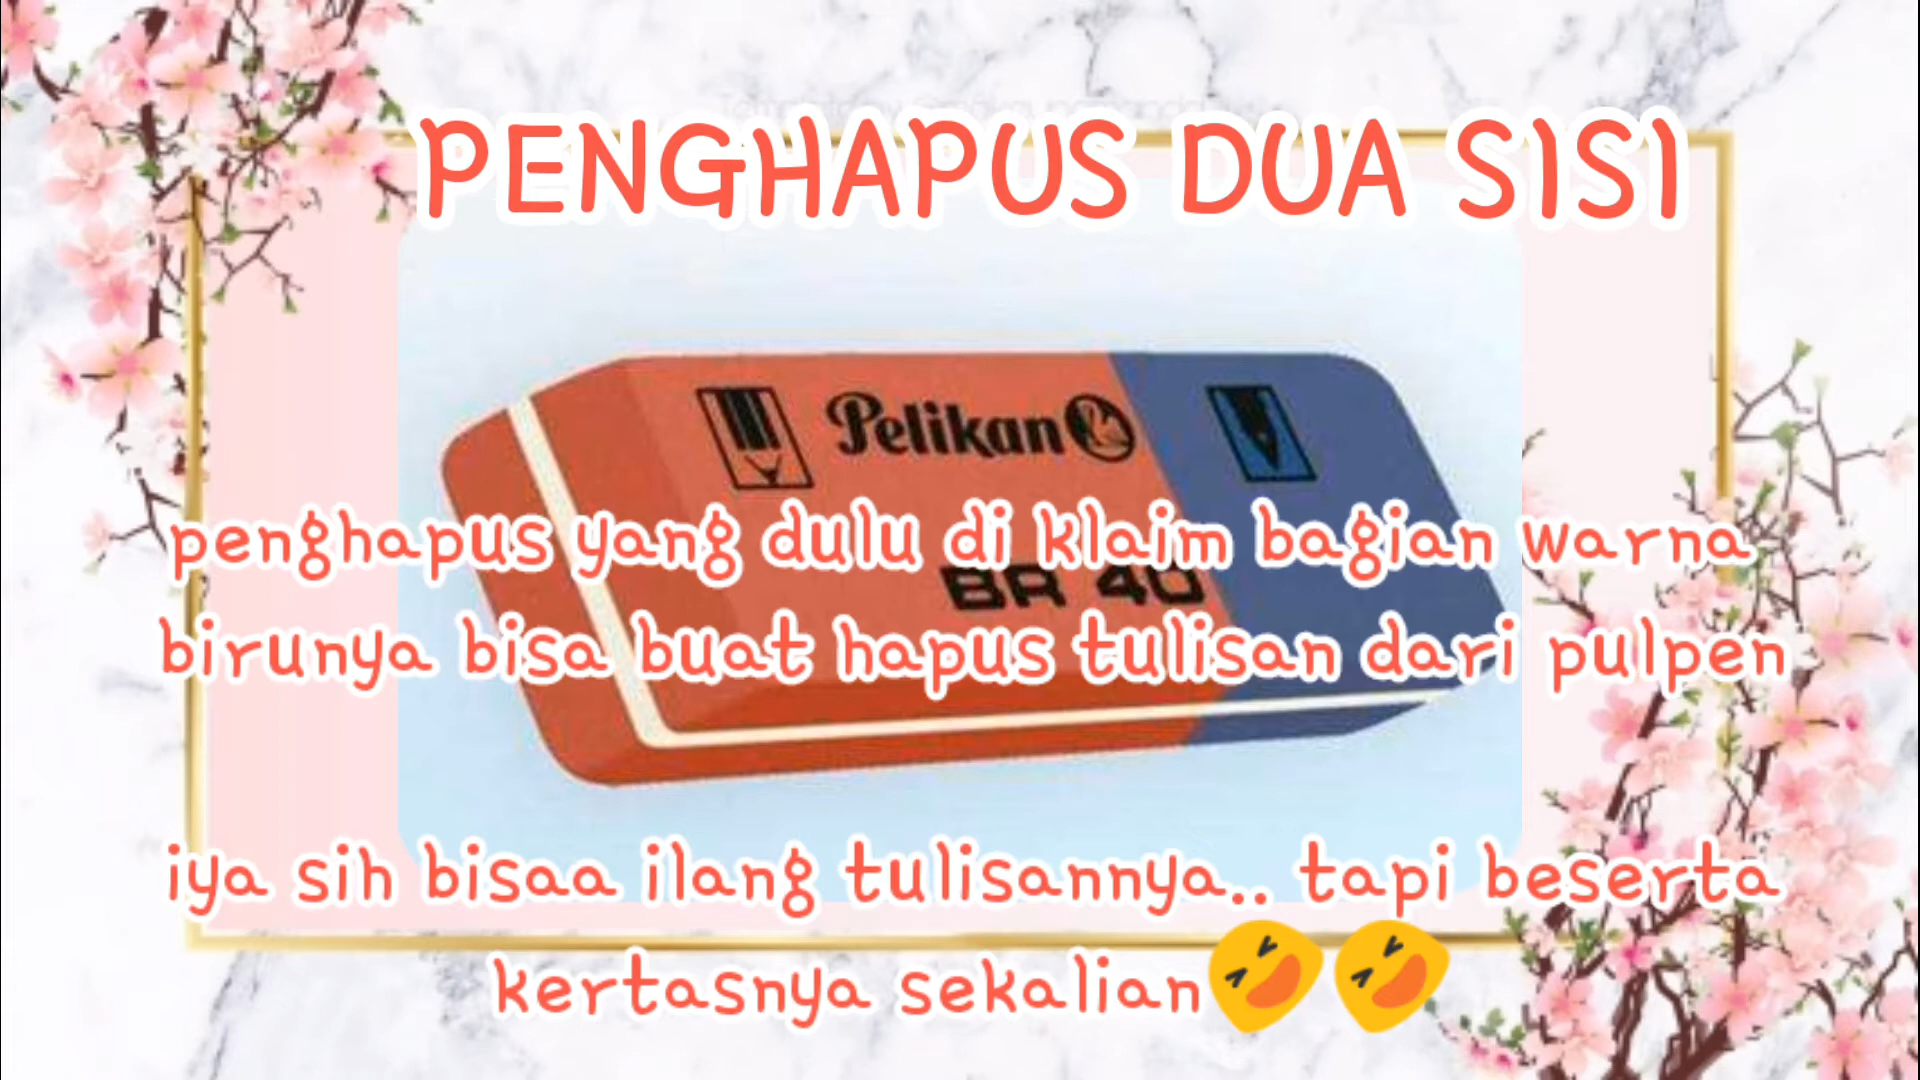 PENGHAPUS DUA SISI
Pelikan
BR 40
penghapus yang dulu di klaim bagian warna
birunya bisa buat hapus tulisan dari pulpen
iya sih bisaa ilang tulisannya.. tapi beserta
kertasnya sekalian🤣🤣